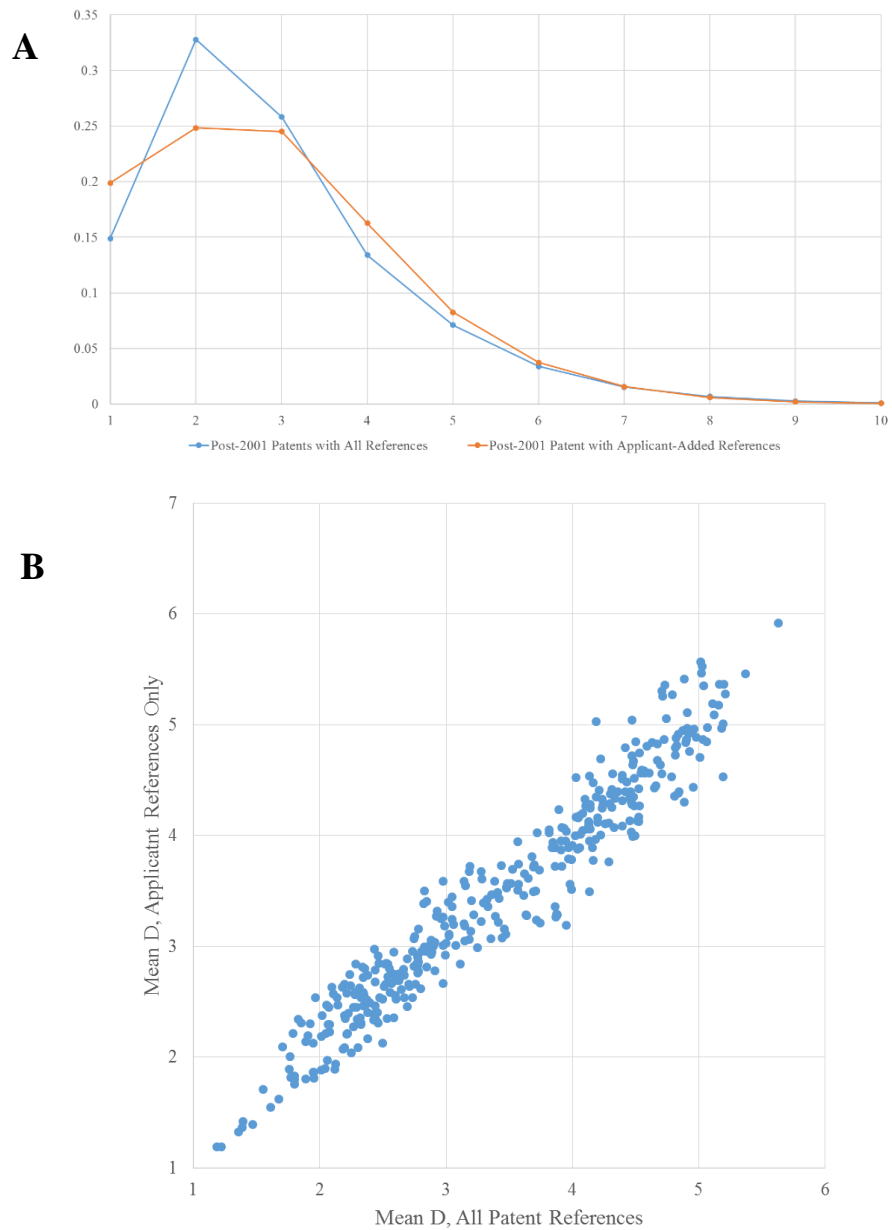 A
0.35
0.3
0.25
0.2
0.15
0.1
0.05
0
1 2 3 4 5 6 7 8 9 10
Post-2001 Patents with All References Post-2001 Patent with Applicant-Added References
B
7
6
5
4
3
2
1
Mean D, Applicatnt References Only
1 2 3 4 5 6
Mean D, All Patent References